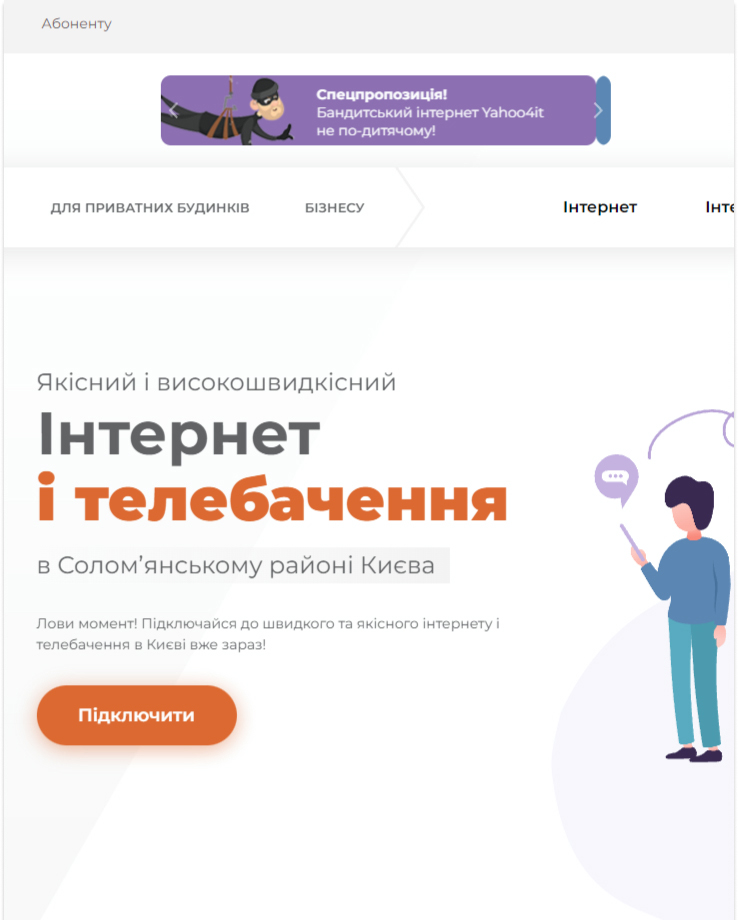 Абоненту
Спецпропозиція!
Бандитський інтернет Yahoo4it
не по-дитячому!
ДЛЯ ПРИВАТНИХ БУДИНКІВ
БІЗНЕСУ
Інтернет
Якісний і високошвидкісний
Інтернет
і телебачення
в Солом’янському районі Києва
Лови момент! Підключайся до швидкого та якісного інтернету і
телебачення в Києві вже зараз!
Підключити